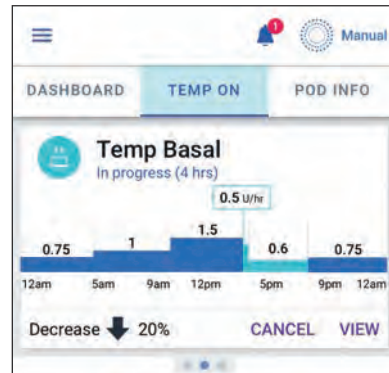 1
Manual
DASHBOARD TEMP ON POD INFO
Temp Basal
In progress (4 hrs)
0.5 U/hr
0.75 1 1.5 0.6 0.75
12am 5am 9am 12pm 5pm 9pm 12am
Decrease 20% CANCEL VIEW